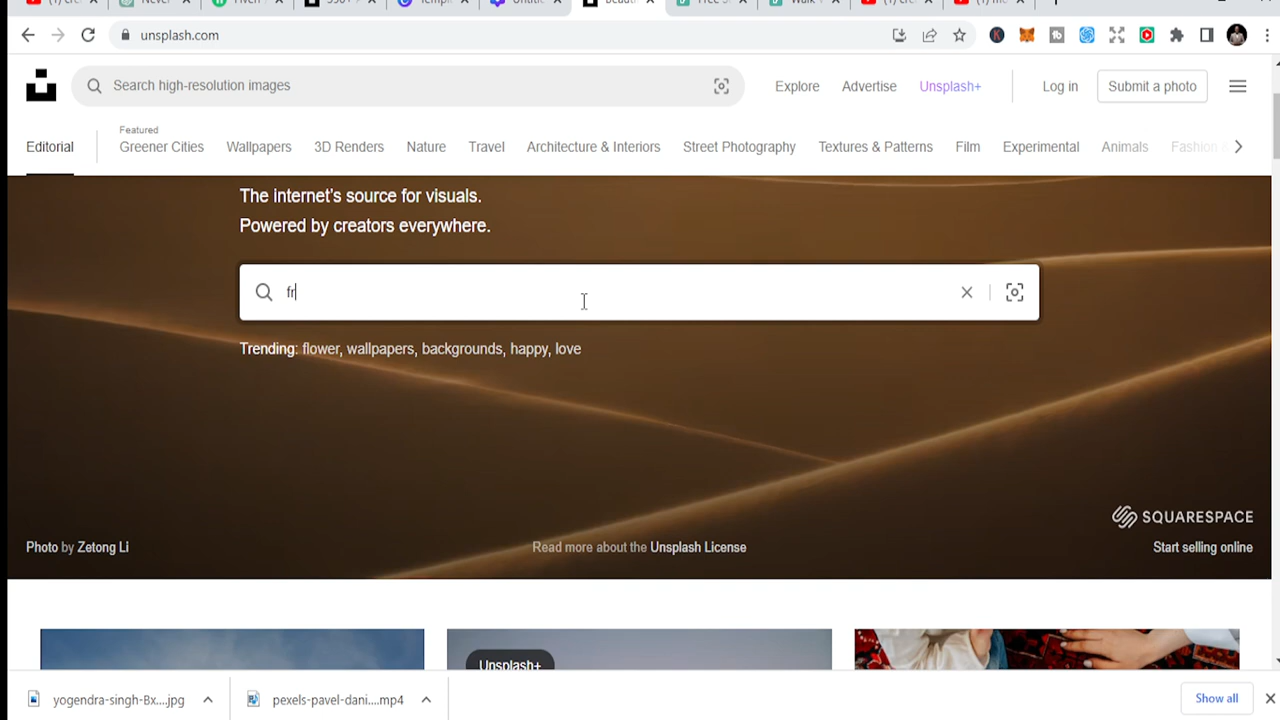 unsplash.com
Search high-resolution images
Explore
Advertise
Unsplash+
Log in
Submit a photo
Editorial
Featured
Greener Cities
Wallpapers
3D Renders
Nature
Travel
Architecture & Interiors
Street Photography
Textures & Patterns
Film
Experimental
Animals
Fashion &
The internet's source for visuals.
Powered by creators everywhere.
fr
Trending: flower, wallpapers, backgrounds, happy, love
SQUARESPACE
Photo by Zetong Li
Read more about the Unsplash License
Start selling online
Unsplash+
yogendra-singh-8x....jpg
pexels-pavel-dani....mp4
Show all